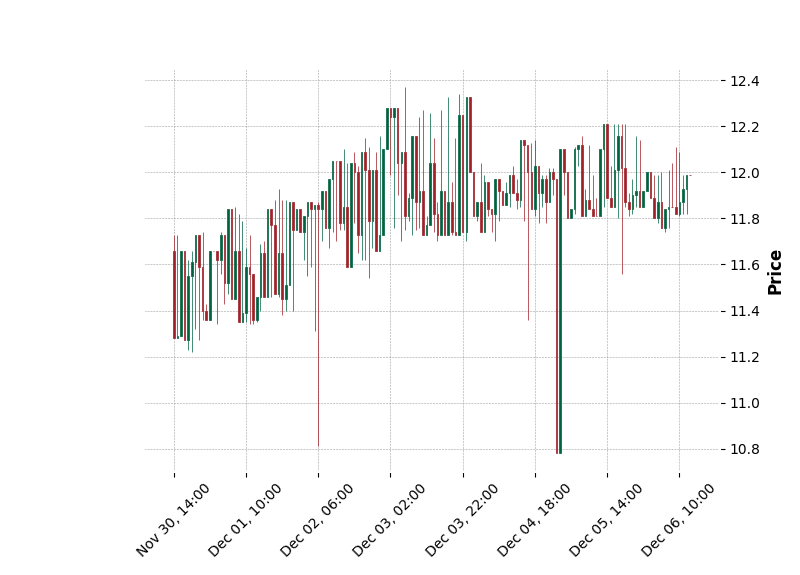 12.4
12.2
12.0
11.8
11.6
11.4
11.2
11.0
10.8
Price
Nov 30, 14:00
Dec 01, 10:00
Dec 02, 06:00
Dec 03, 02:00
Dec 03, 22:00
Dec 04, 18:00
Dec 05, 14:00
Dec 06, 10:00